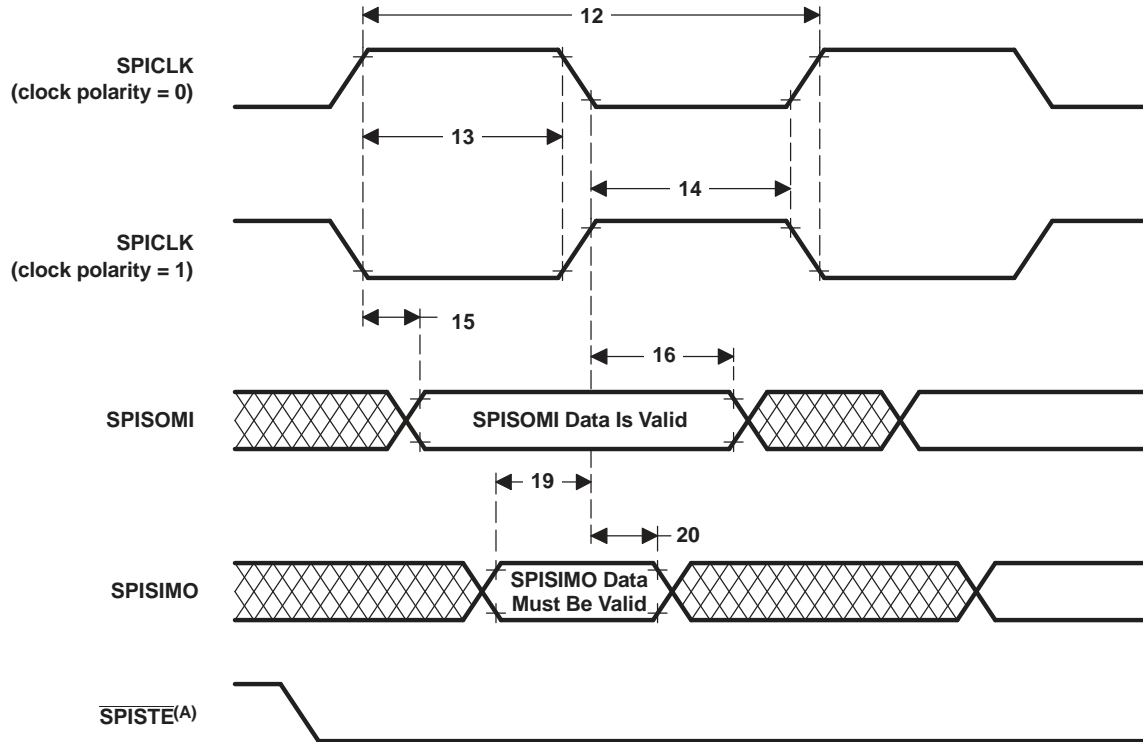 12
SPICLK
(clock polarity = 0)
13
14
SPICLK
(clock polarity = 1)
15
16
SPISOMI
SPISOMI Data Is Valid
19
20
SPISIMO
SPISIMO Data
Must Be Valid
SPISTE(A)